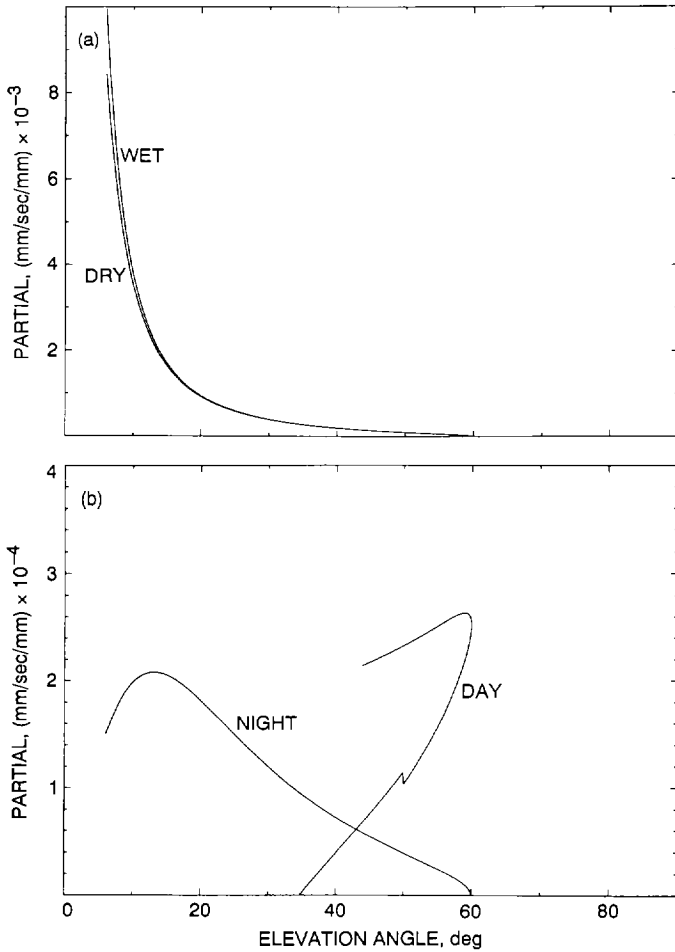 (a)
8
6
4
2
WET
DRY
PARTIAL, (mm/sec/mm) × 10⁻³
(b)
4
3
2
1
NIGHT
DAY
PARTIAL, (mm/sec/mm) × 10⁻⁴
0 20 40 60 80
ELEVATION ANGLE, deg